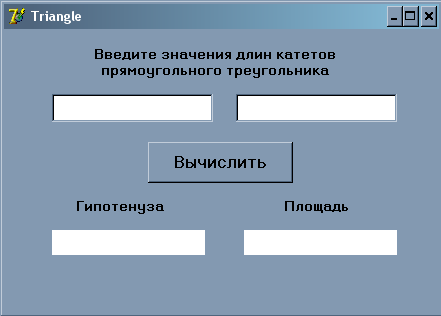 Triangle
Введите значения длин катетов
прямоугольного треугольника
Вычислить
Гипотенуза Площадь